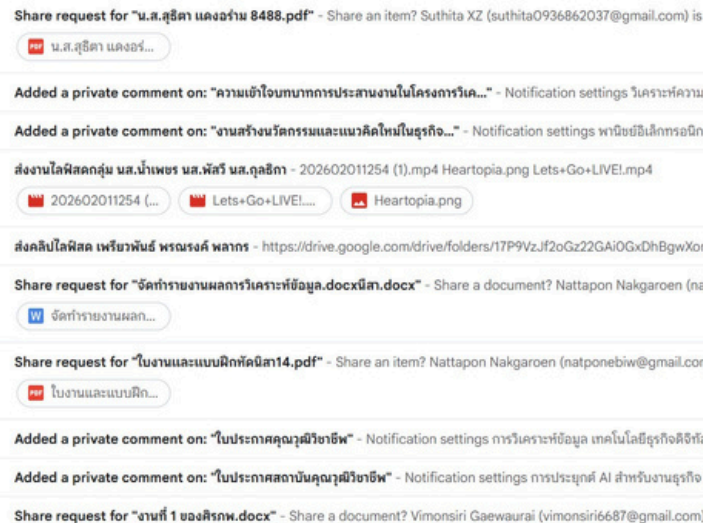 Share request for "น.ส.สุธิตา แดงอร่าม 8488.pdf" - Share an item? Suthita XZ (suthita0936862037@gmail.com) is
PDF น.ส.สุธิตา แดงอร์...
Added a private comment on: "ความเข้าใจบทบาทการประสานงานในโครงการวิเค..." - Notification settings วิเคราะห์ความ
Added a private comment on: "งานสร้างนวัตกรรมและแนวคิดใหม่ในธุรกิจ..." - Notification settings พาณิชย์อิเล็กทรอนิก
ส่งงานไลฟ์สดกลุ่ม นส.น้ำเพชร นส.พัสวี นส.กุลธิกา - 202602011254 (1).mp4 Heartopia.png Lets+Go+LIVE!.mp4
202602011254 (... Lets+Go+LIVE!.... Heartopia.png
ส่งคลิปไลฟ์สด เพรียวพันธ์ พรณรงค์ พลากร - https://drive.google.com/drive/folders/17P9VzJf2oGz22GAi0GxDhBgwXor
Share request for "จัดทำรายงานผลการวิเคราะห์ข้อมูล.docxนิสา.docx" - Share a document? Nattapon Nakgaroen (na
W จัดทำรายงานผลก...
Share request for "ใบงานและแบบฝึกหัดนิสา14.pdf" - Share an item? Nattapon Nakgaroen (natponebiw@gmail.com
PDF ใบงานและแบบฝึก...
Added a private comment on: "ใบประกาศคุณวุฒิวิชาชีพ" - Notification settings การวิเคราะห์ข้อมูล เทคโนโลยีธุรกิจดิจิทัล
Added a private comment on: "ใบประกาศสถาบันคุณวุฒิวิชาชีพ" - Notification settings การประยุกต์ AI สำหรับงานธุรกิจ
Share request for "งานที่ 1 ของศิรภพ.docx" - Share a document? Vimonsiri Gaewaurai (vimonsiri6687@gmail.com)